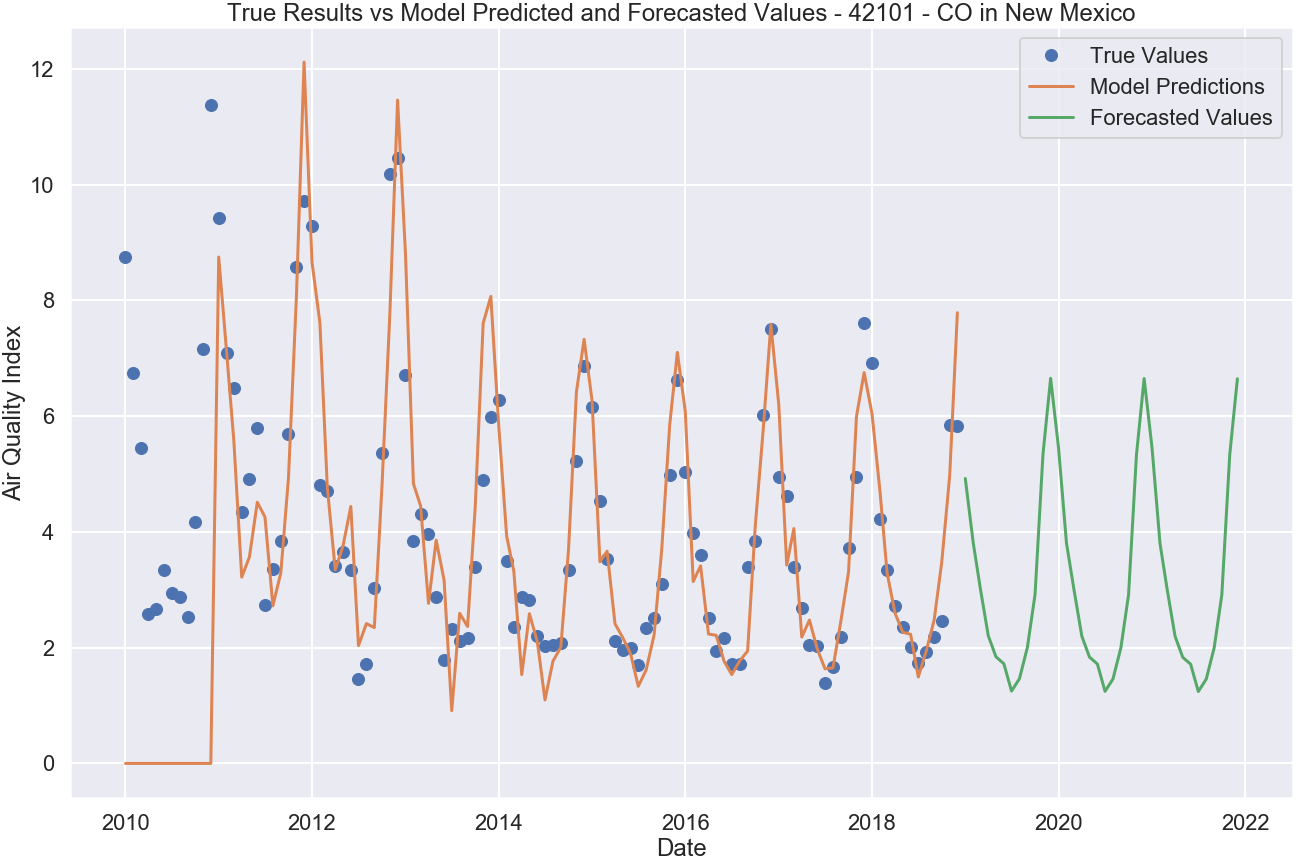 True Results vs Model Predicted and Forecasted Values - 42101 - CO in New Mexico
True Values
Model Predictions
Forecasted Values
Air Quality Index
12
10
8
6
4
2
0
2010 2012 2014 2016 2018 2020 2022
Date